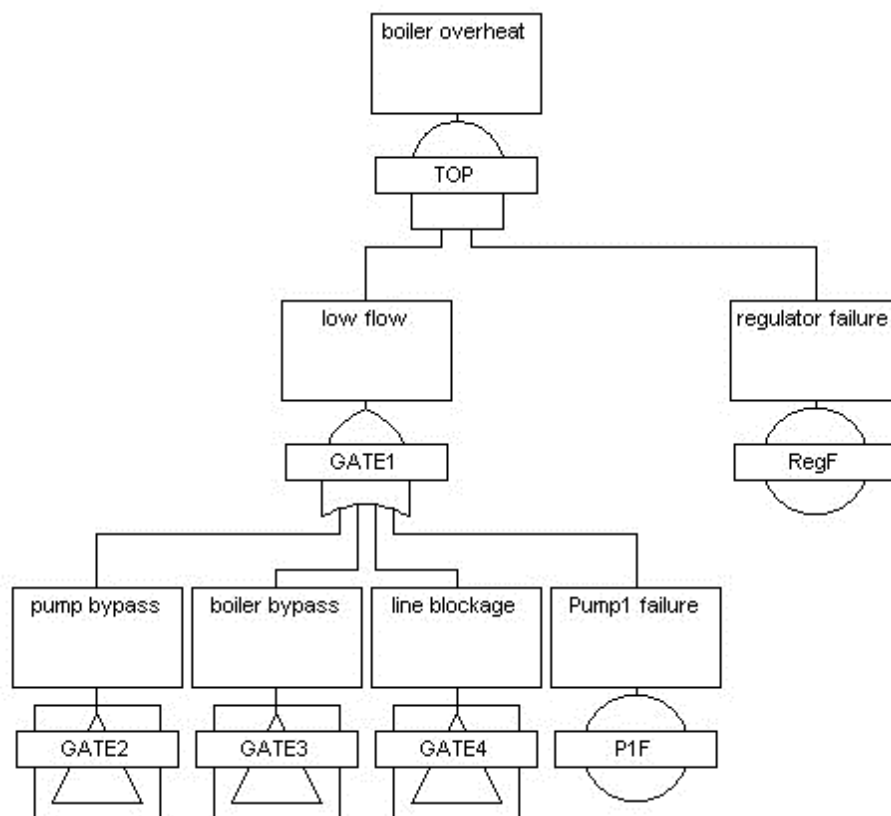 boiler overheat
TOP
low flow
regulator failure
GATE1
RegF
pump bypass
boiler bypass
line blockage
Pump1 failure
GATE2
GATE3
GATE4
P1F